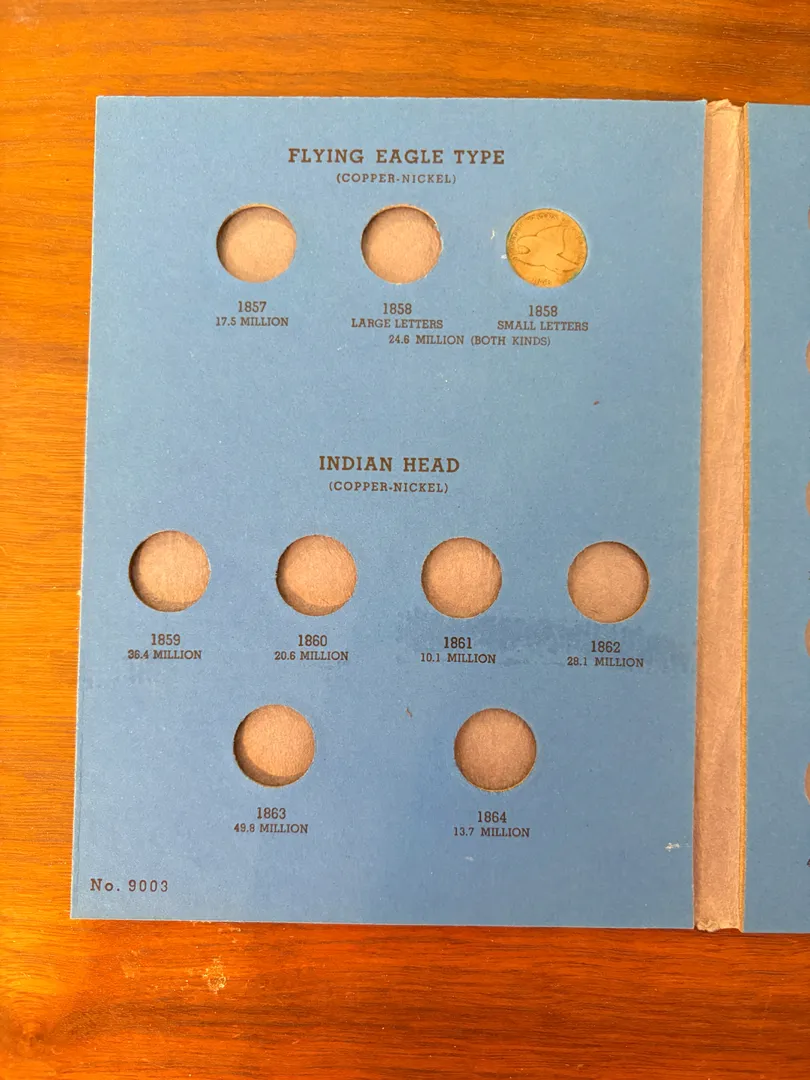 FLYING EAGLE TYPE
(COPPER-NICKEL)
1857
17.5 MILLION
1858
LARGE LETTERS
1858
SMALL LETTERS
24.6 MILLION (BOTH KINDS)
INDIAN HEAD
(COPPER-NICKEL)
1859
36.4 MILLION
1860
20.6 MILLION
1861
10.1 MILLION
1862
28.1 MILLION
1863
49.8 MILLION
1864
13.7 MILLION
No. 9003